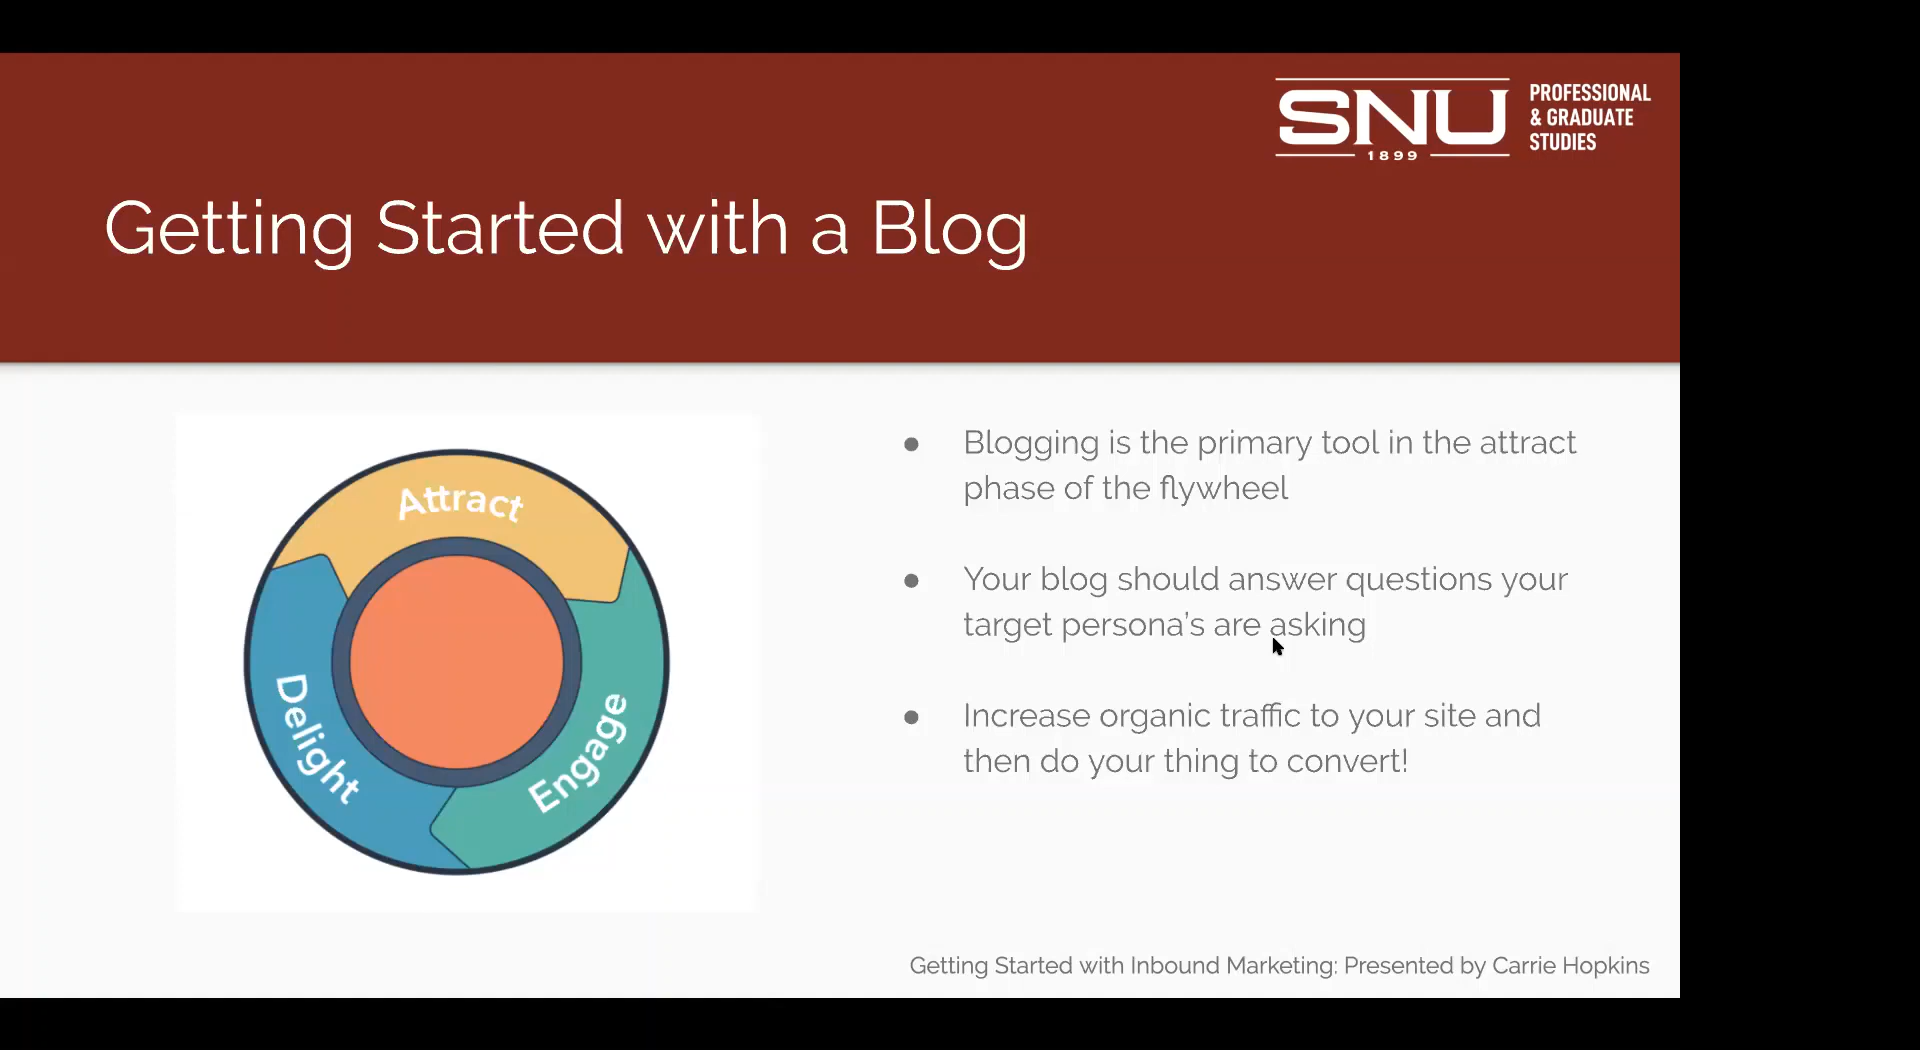 SNU
1899
PROFESSIONAL
& GRADUATE
STUDIES
Getting Started with a Blog
Attract
Engage
Delight
● Blogging is the primary tool in the attract
phase of the flywheel
● Your blog should answer questions your
target persona’s are asking
● Increase organic traffic to your site and
then do your thing to convert!
Getting Started with Inbound Marketing: Presented by Carrie Hopkins